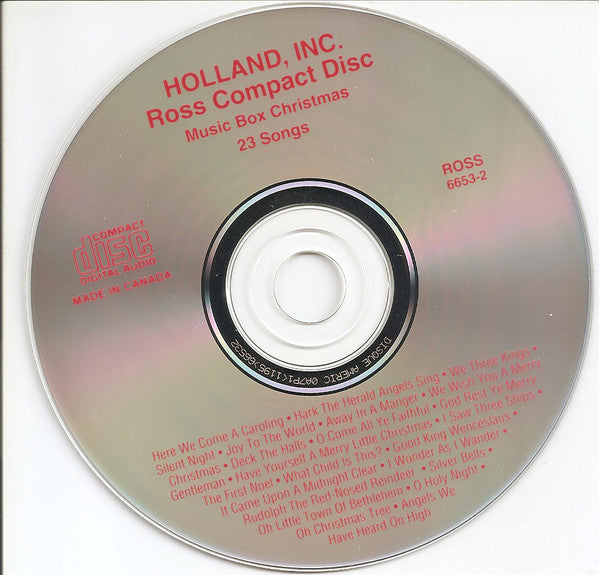 HOLLAND, INC.
Ross Compact Disc
Music Box Christmas
23 Songs
ROSS
6653-2
COMPACT
disc
DIGITAL AUDIO
MADE IN CANADA
DISQUE AMERIC 0A7P1<1195>66532
Here We Come A Caroling • Hark The Herald Angels Sing • We Three Kings •
Silent Night • Joy To The World • Away In A Manger • We Wish You A Merry
Christmas • Deck The Halls • O Come All Ye Faithful • God Rest Ye Merry
Gentleman • Have Yourself A Merry Little Christmas • I Saw Three Ships •
The First Noel • What Child Is This? • Good King Wenceslaus •
It Came Upon A Midnight Clear • I Wonder As I Wander •
Rudolph The Red-Nosed Reindeer • Silver Bells •
Oh Little Town Of Bethlehem • O Holy Night •
Oh Christmas Tree • Angels We
Have Heard On High